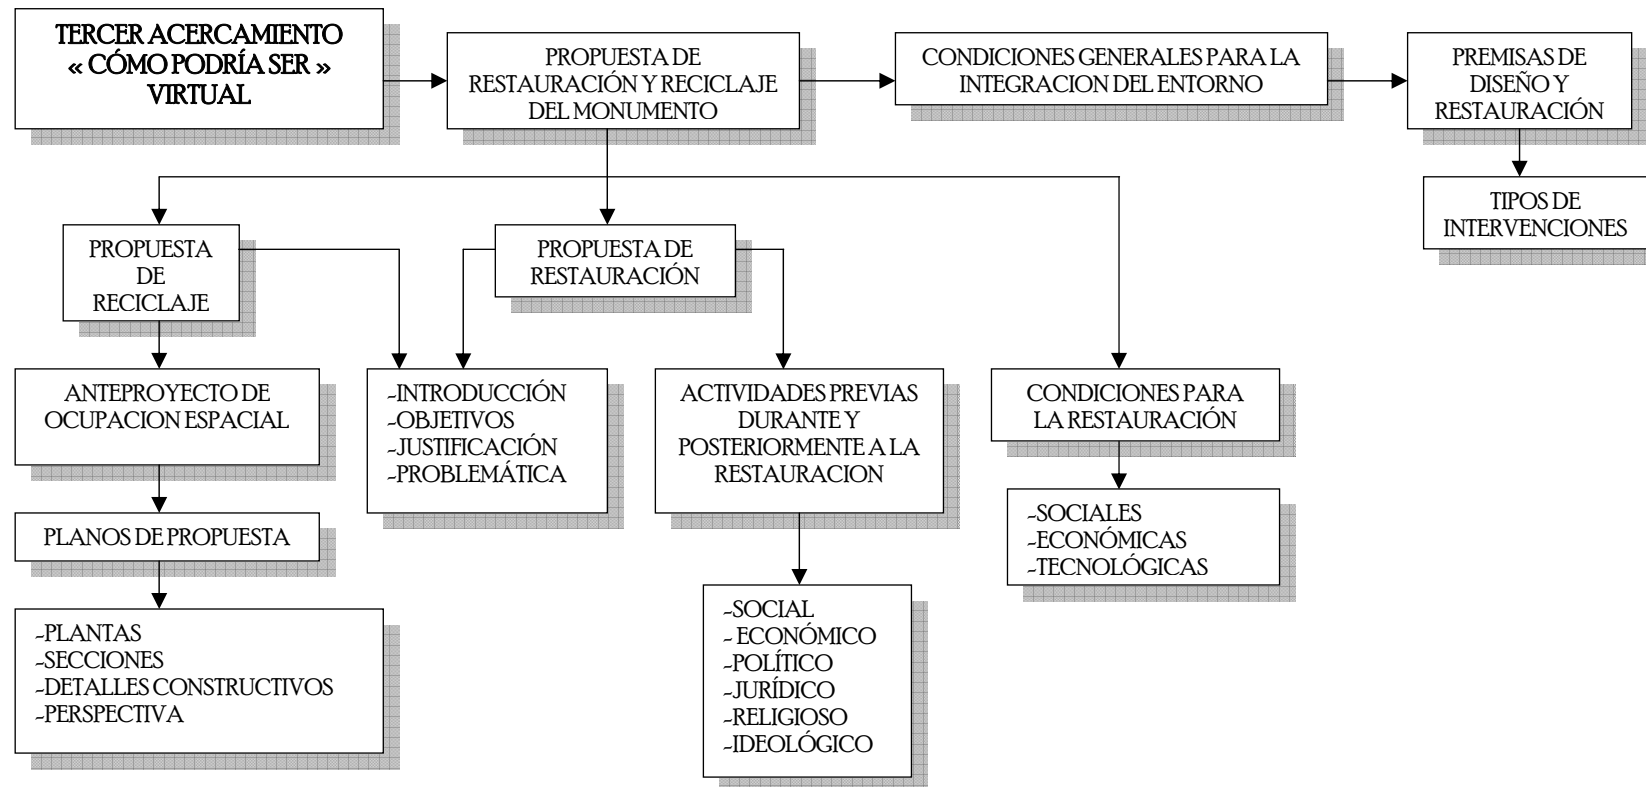 TERCER ACERCAMIENTO
« CÓMO PODRÍA SER »
VIRTUAL
PROPUESTA DE
RESTAURACIÓN Y RECICLAJE
DEL MONUMENTO
CONDICIONES GENERALES PARA LA
INTEGRACION DEL ENTORNO
PREMISAS DE
DISEÑO Y
RESTAURACIÓN
TIPOS DE
INTERVENCIONES
PROPUESTA
DE
RECICLAJE
PROPUESTA DE
RESTAURACIÓN
ANTEPROYECTO DE
OCUPACION ESPACIAL
-INTRODUCCIÓN
-OBJETIVOS
-JUSTIFICACIÓN
-PROBLEMÁTICA
ACTIVIDADES PREVIAS
DURANTE Y
POSTERIORMENTE A LA
RESTAURACION
CONDICIONES PARA
LA RESTAURACIÓN
PLANOS DE PROPUESTA
-SOCIALES
-ECONÓMICAS
-TECNOLÓGICAS
-PLANTAS
-SECCIONES
-DETALLES CONSTRUCTIVOS
-PERSPECTIVA
-SOCIAL
- ECONÓMICO
-POLÍTICO
-JURÍDICO
-RELIGIOSO
-IDEOLÓGICO